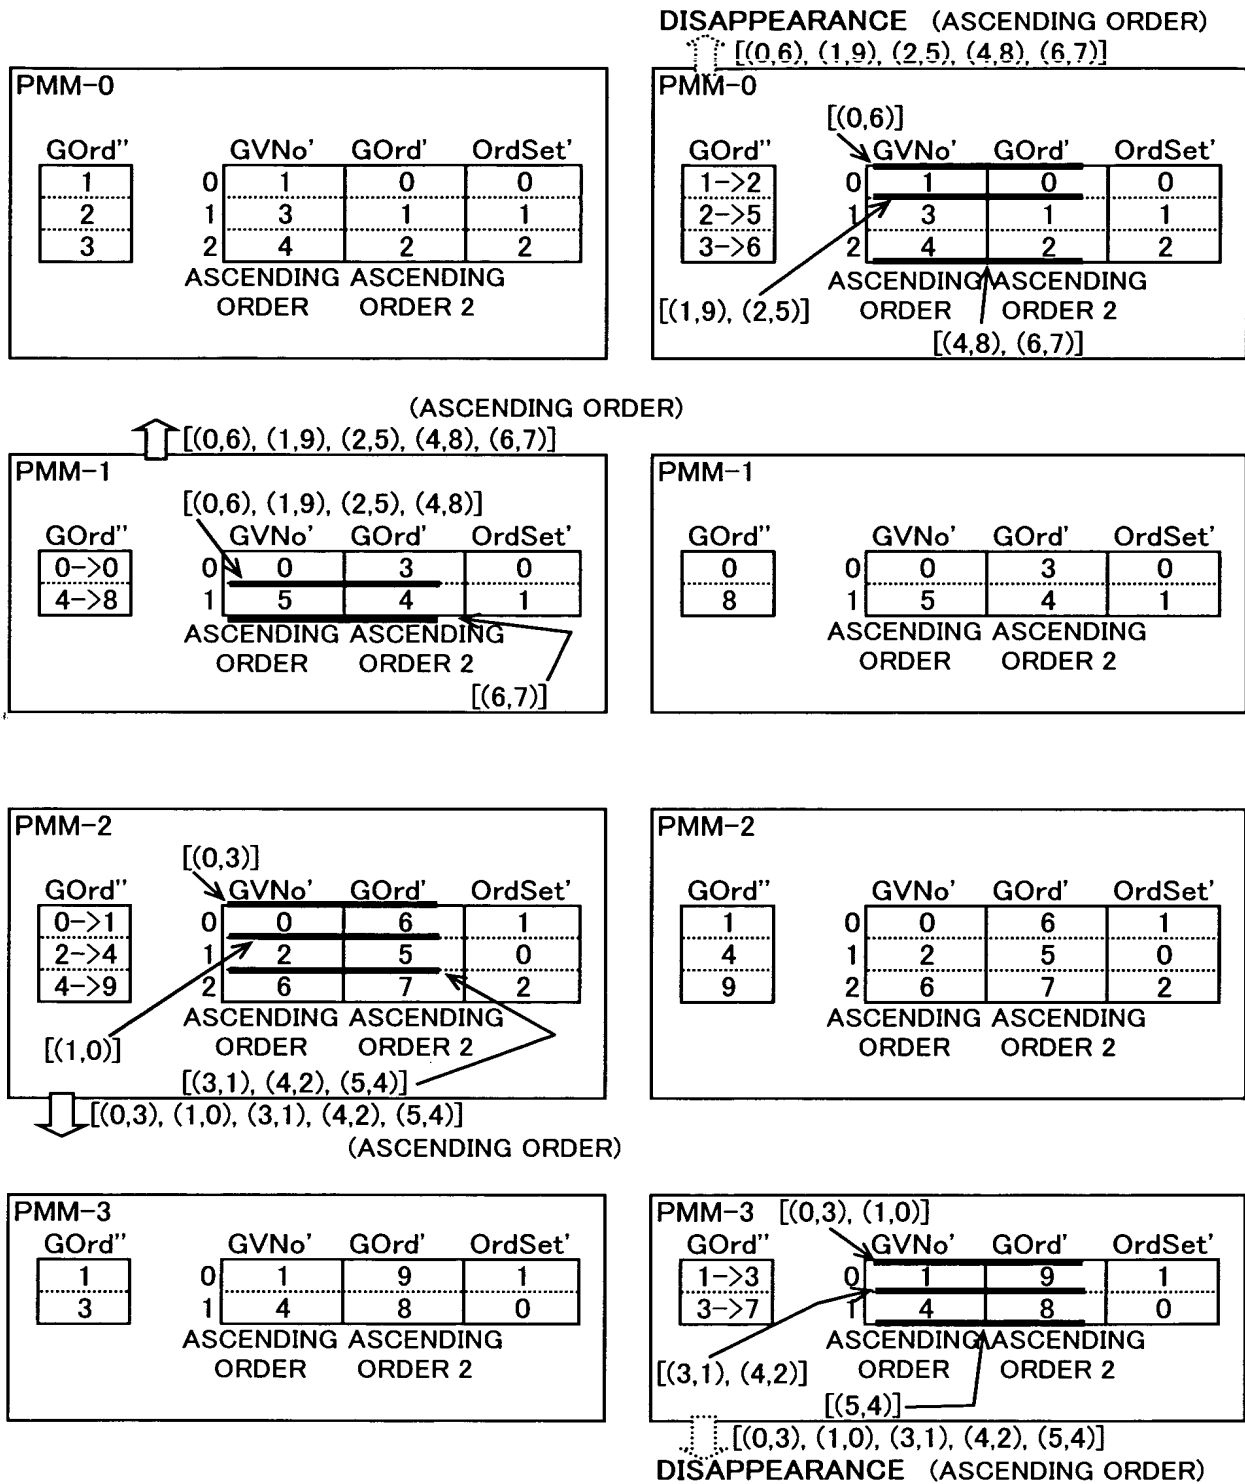 DISAPPEARANCE (ASCENDING ORDER)
[(0,6), (1,9), (2,5), (4,8), (6,7)]
PMM-0
GOrd'' GVNo' GOrd' OrdSet'
1 0 1 0 0
2 1 3 1 1
3 2 4 2 2
ASCENDING ASCENDING
ORDER ORDER 2
PMM-0
[(0,6)]
GOrd'' GVNo' GOrd' OrdSet'
1->2 0 1 0 0
2->5 1 3 1 1
3->6 2 4 2 2
ASCENDING ASCENDING
ORDER ORDER 2
[(1,9), (2,5)]
[(4,8), (6,7)]
(ASCENDING ORDER)
[(0,6), (1,9), (2,5), (4,8), (6,7)]
PMM-1
[(0,6), (1,9), (2,5), (4,8)]
GOrd'' GVNo' GOrd' OrdSet'
0->0 0 0 3 0
4->8 1 5 4 1
ASCENDING ASCENDING
ORDER ORDER 2
[(6,7)]
PMM-1
GOrd'' GVNo' GOrd' OrdSet'
0 0 0 3 0
8 1 5 4 1
ASCENDING ASCENDING
ORDER ORDER 2
PMM-2
[(0,3)]
GOrd'' GVNo' GOrd' OrdSet'
0->1 0 0 6 1
2->4 1 2 5 0
4->9 2 6 7 2
ASCENDING ASCENDING
ORDER ORDER 2
[(1,0)]
[(3,1), (4,2), (5,4)]
[(0,3), (1,0), (3,1), (4,2), (5,4)]
(ASCENDING ORDER)
PMM-2
GOrd'' GVNo' GOrd' OrdSet'
1 0 0 6 1
4 1 2 5 0
9 2 6 7 2
ASCENDING ASCENDING
ORDER ORDER 2
PMM-3
GOrd'' GVNo' GOrd' OrdSet'
1 0 1 9 1
3 1 4 8 0
ASCENDING ASCENDING
ORDER ORDER 2
PMM-3 [(0,3), (1,0)]
GOrd'' GVNo' GOrd' OrdSet'
1->3 0 1 9 1
3->7 1 4 8 0
ASCENDING ASCENDING
ORDER ORDER 2
[(3,1), (4,2)]
[(5,4)]
[(0,3), (1,0), (3,1), (4,2), (5,4)]
DISAPPEARANCE (ASCENDING ORDER)